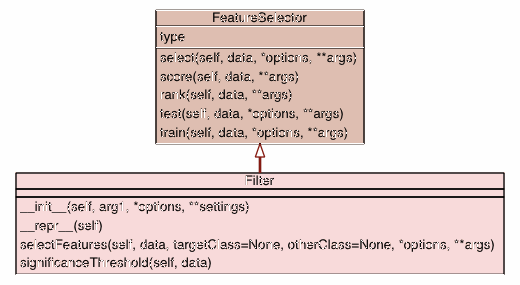 FeatureSelector
type
select(self, data, *options, **args)
score(self, data, **args)
rank(self, data, **args)
test(self, data, *options, **args)
train(self, data, *options, **args)
Filter
__init__(self, arg1, *options, **settings)
__repr__(self)
selectFeatures(self, data, targetClass=None, otherClass=None, *options, **args)
significanceThreshold(self, data)